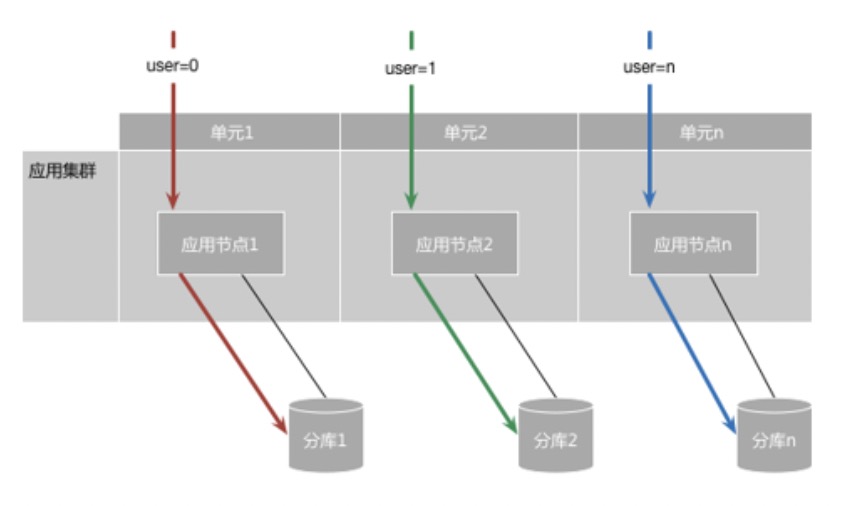 user=0
user=1
user=n
单元1
单元2
单元n
应用集群
应用节点1
应用节点2
应用节点n
分库1
分库2
分库n